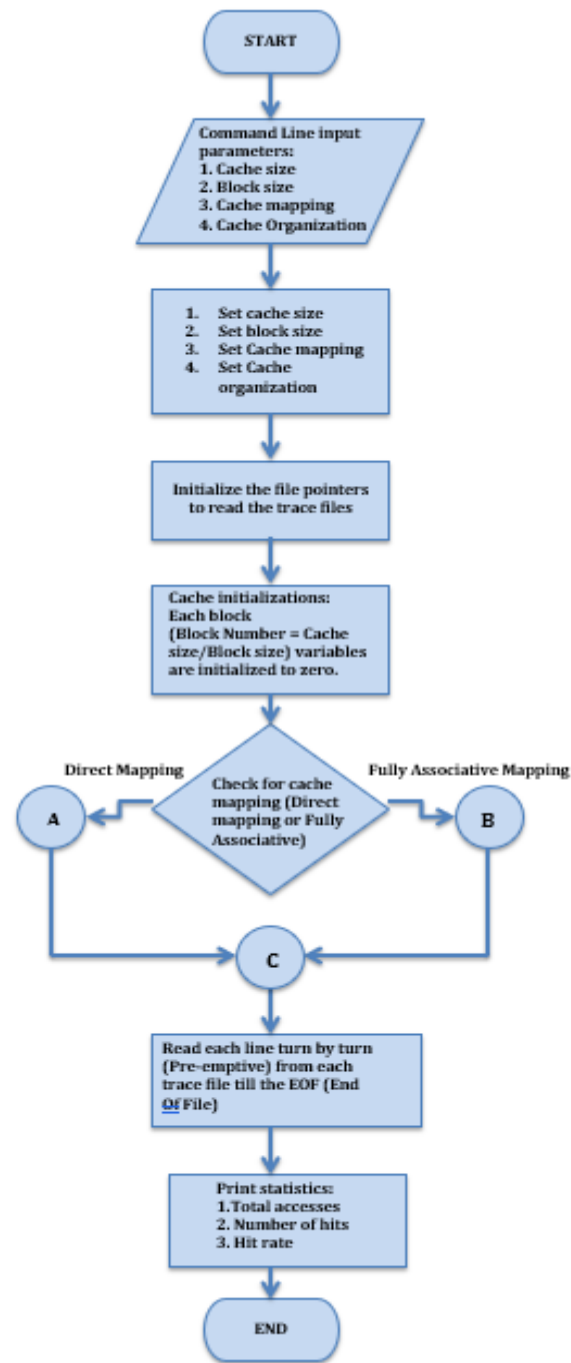 START
Command Line input
parameters:
1. Cache size
2. Block size
3. Cache mapping
4. Cache Organization
1. Set cache size
2. Set block size
3. Set Cache mapping
4. Set Cache
organization
Initialize the file pointers
to read the trace files
Cache initializations:
Each block
(Block Number = Cache
size/Block size) variables
are initialized to zero.
Direct Mapping
Fully Associative Mapping
Check for cache
mapping (Direct
mapping or Fully
Associative)
A
B
C
Read each line turn by turn
(Pre-emptive) from each
trace file till the EOF (End
Of File)
Print statistics:
1.Total accesses
2. Number of hits
3. Hit rate
END